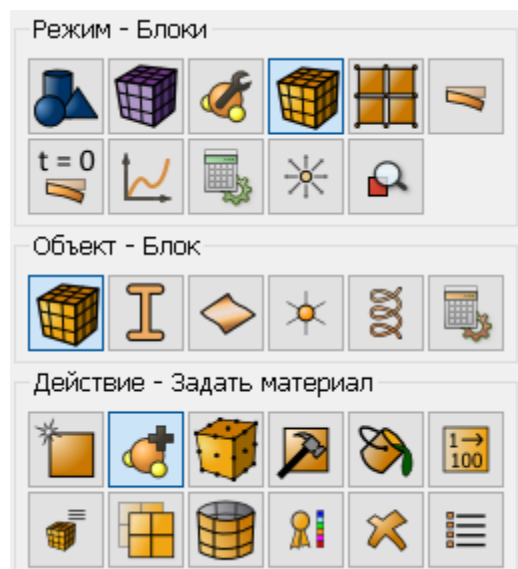 Режим - Блоки
t = 0
Объект - Блок
Действие - Задать материал
1→
100